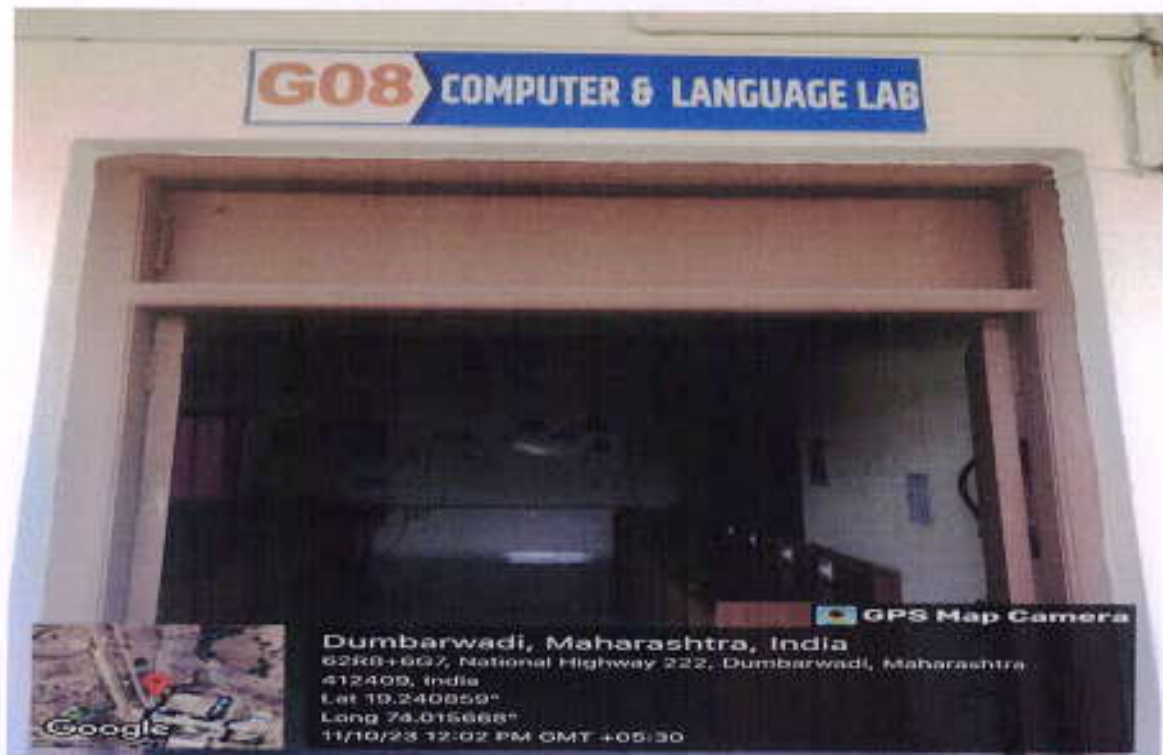 G08 COMPUTER & LANGUAGE LAB
GPS Map Camera
Dumbarwadi, Maharashtra, India
62R8+6G7, National Highway 222, Dumbarwadi, Maharashtra
412409, India
Lat 19.240859°
Long 74.015668°
11/10/23 12:02 PM GMT +05:30
Google